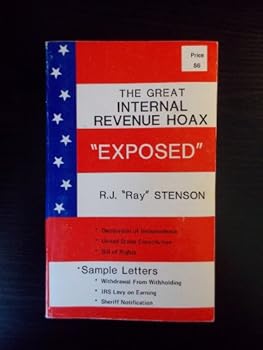 Price
$6
THE GREAT
INTERNAL
REVENUE HOAX
"EXPOSED"
R.J. "Ray" STENSON
* Declaration of Independence
* United States Constitution
* Bill of Rights
*Sample Letters
* Withdrawal From Withholding
* IRS Levy on Earning
* Sheriff Notification